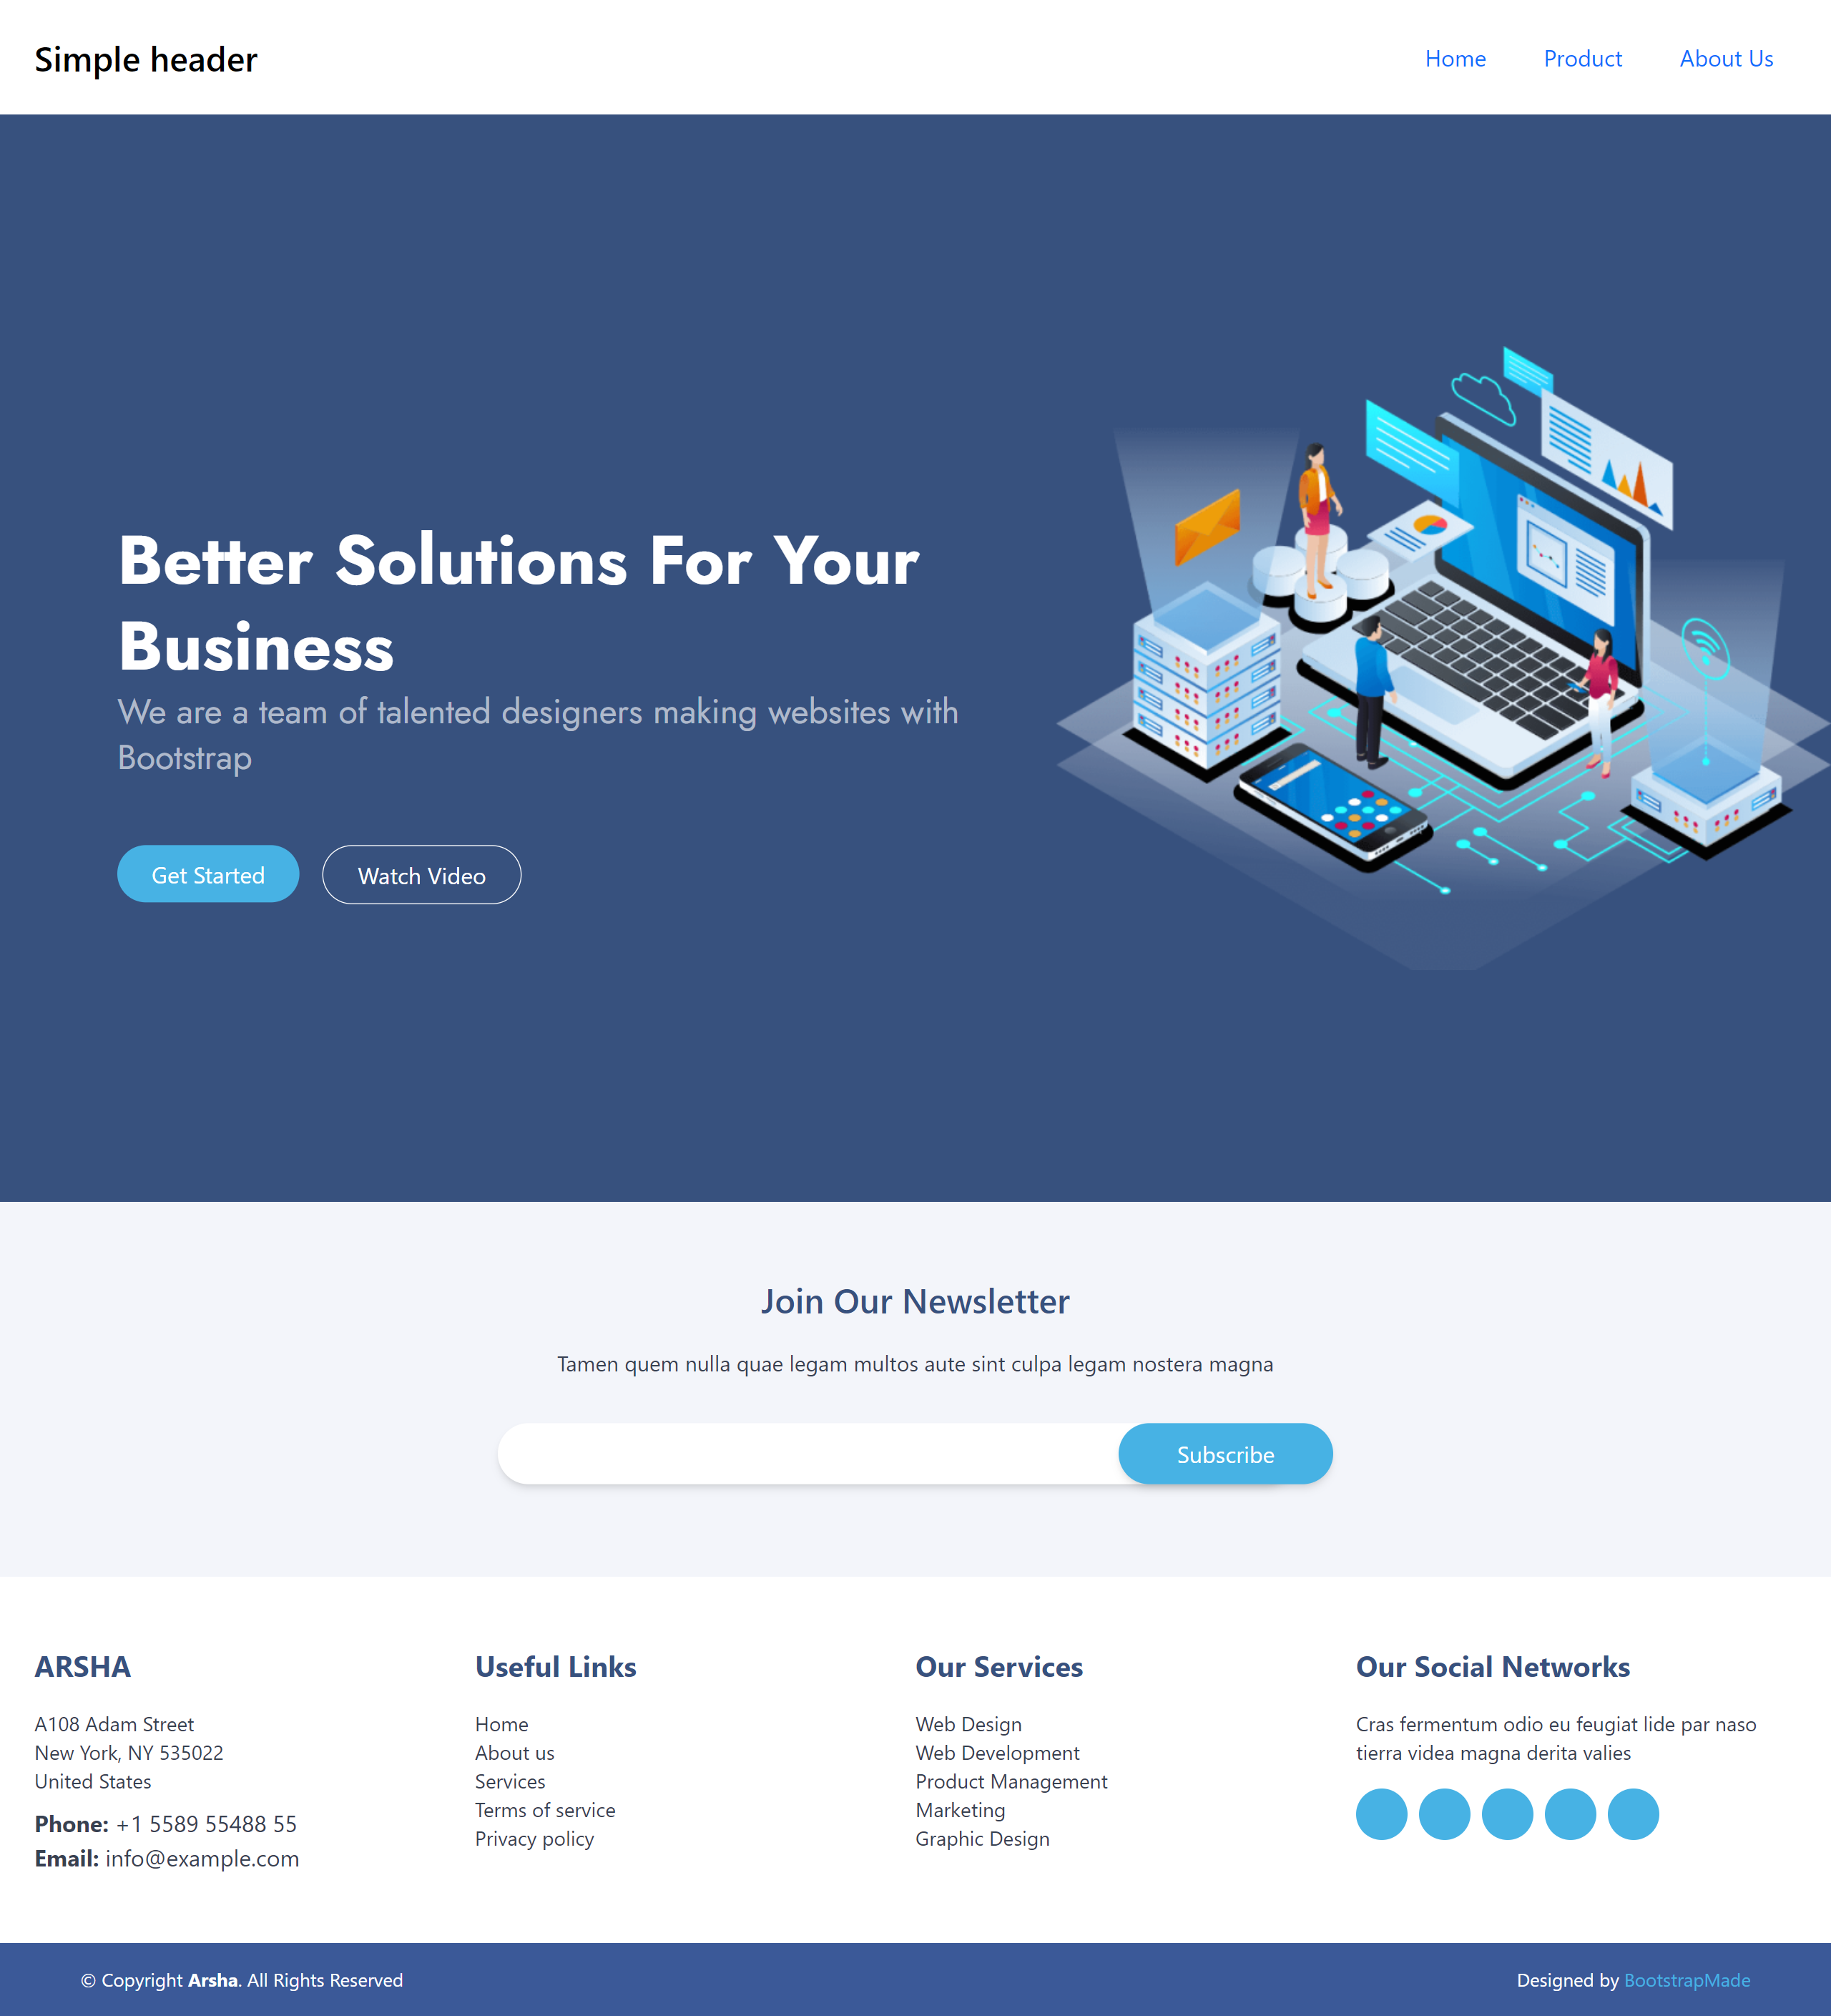 Simple header
Home Product About Us
Better Solutions For Your
Business
We are a team of talented designers making websites with
Bootstrap
Get Started Watch Video
Join Our Newsletter
Tamen quem nulla quae legam multos aute sint culpa legam nostera magna
Subscribe
ARSHA
A108 Adam Street
New York, NY 535022
United States
Phone: +1 5589 55488 55
Email: info@example.com
Useful Links
Home
About us
Services
Terms of service
Privacy policy
Our Services
Web Design
Web Development
Product Management
Marketing
Graphic Design
Our Social Networks
Cras fermentum odio eu feugiat lide par naso
tierra videa magna derita valies
© Copyright Arsha. All Rights Reserved
Designed by BootstrapMade